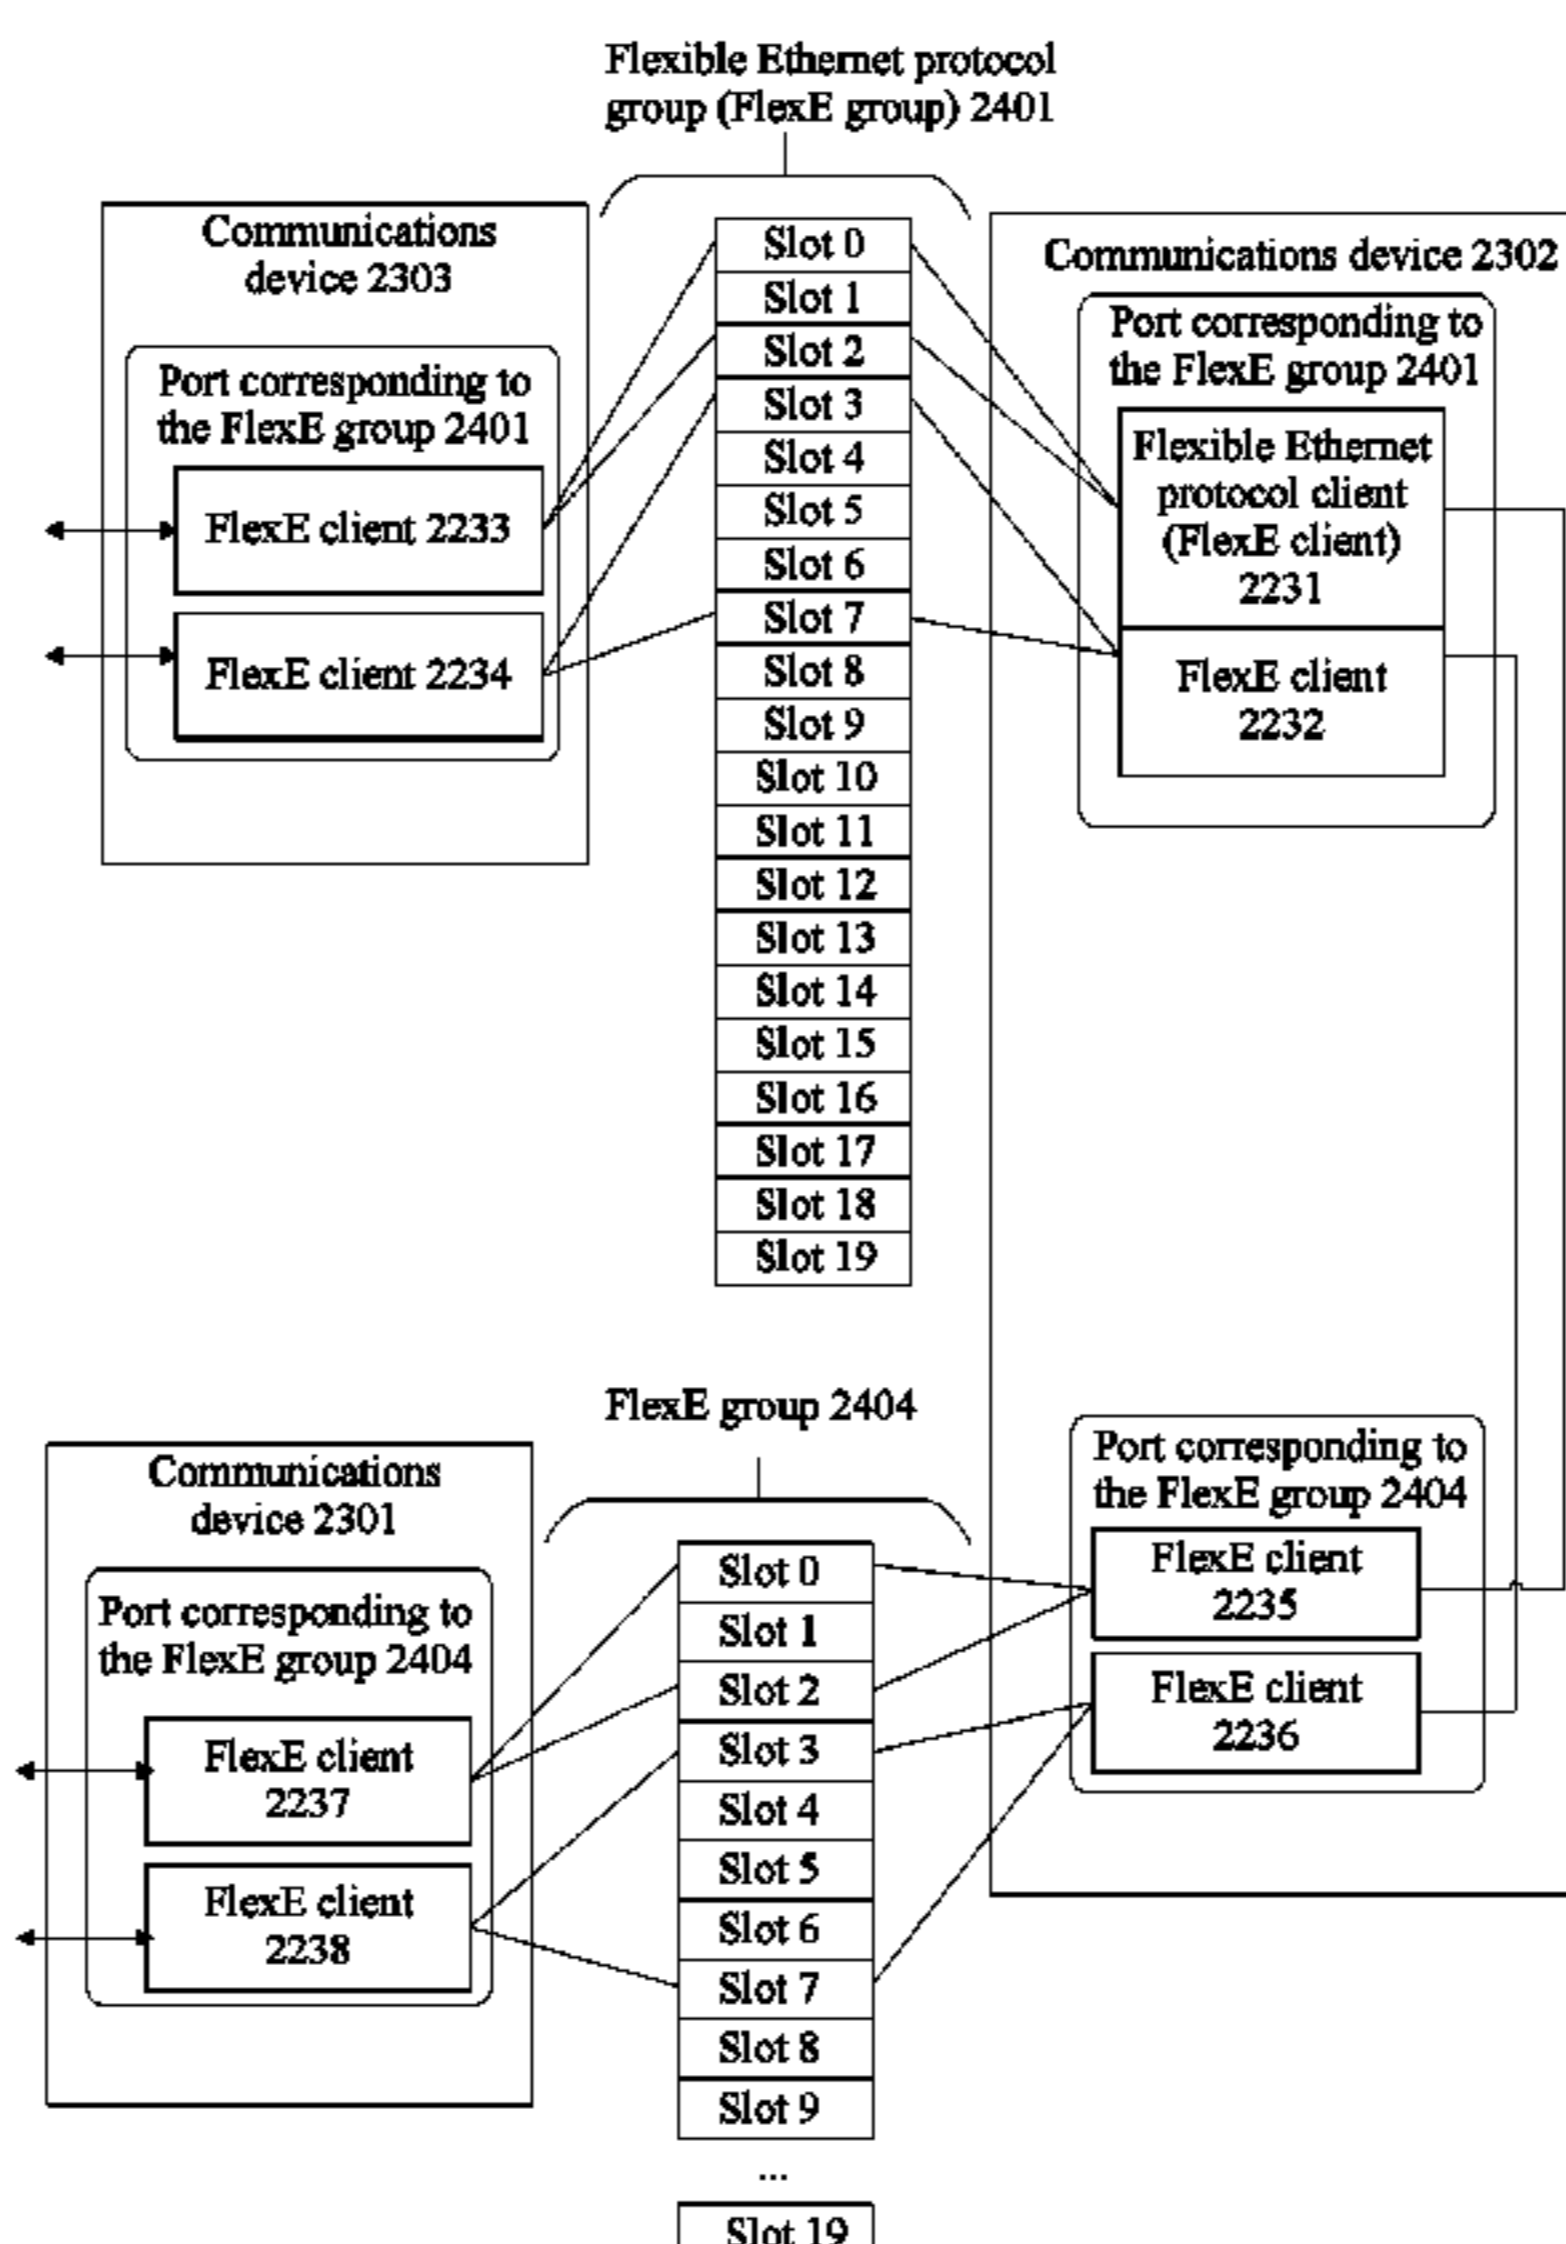 Flexible Ethernet protocol
group (FlexE group) 2401
Communications
device 2303
Port corresponding to
the FlexE group 2401
FlexE client 2233
FlexE client 2234
Slot 0
Slot 1
Slot 2
Slot 3
Slot 4
Slot 5
Slot 6
Slot 7
Slot 8
Slot 9
Slot 10
Slot 11
Slot 12
Slot 13
Slot 14
Slot 15
Slot 16
Slot 17
Slot 18
Slot 19
Communications device 2302
Port corresponding to
the FlexE group 2401
Flexible Ethernet
protocol client
(FlexE client)
2231
FlexE client
2232
FlexE group 2404
Communications
device 2301
Port corresponding to
the FlexE group 2404
FlexE client
2237
FlexE client
2238
Slot 0
Slot 1
Slot 2
Slot 3
Slot 4
Slot 5
Slot 6
Slot 7
Slot 8
Slot 9
...
Slot 19
Port corresponding to
the FlexE group 2404
FlexE client
2235
FlexE client
2236